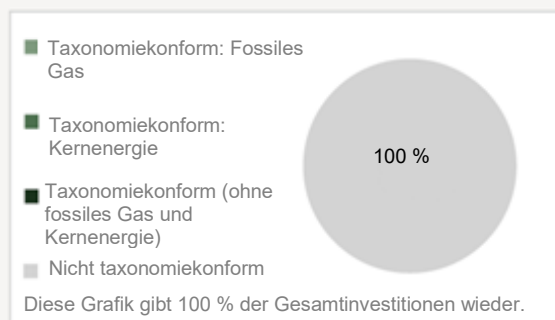 Taxonomiekonform: Fossiles
Gas
Taxonomiekonform:
Kernenergie
Taxonomiekonform (ohne
fossiles Gas und
Kernenergie)
Nicht taxonomiekonform
100 %
Diese Grafik gibt 100 % der Gesamtinvestitionen wieder.